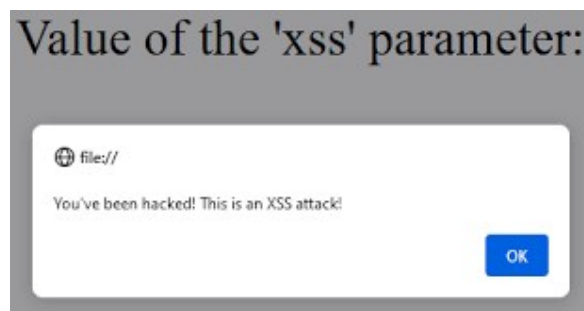 Value of the 'xss' parameter:
file://
You've been hacked! This is an XSS attack!
OK